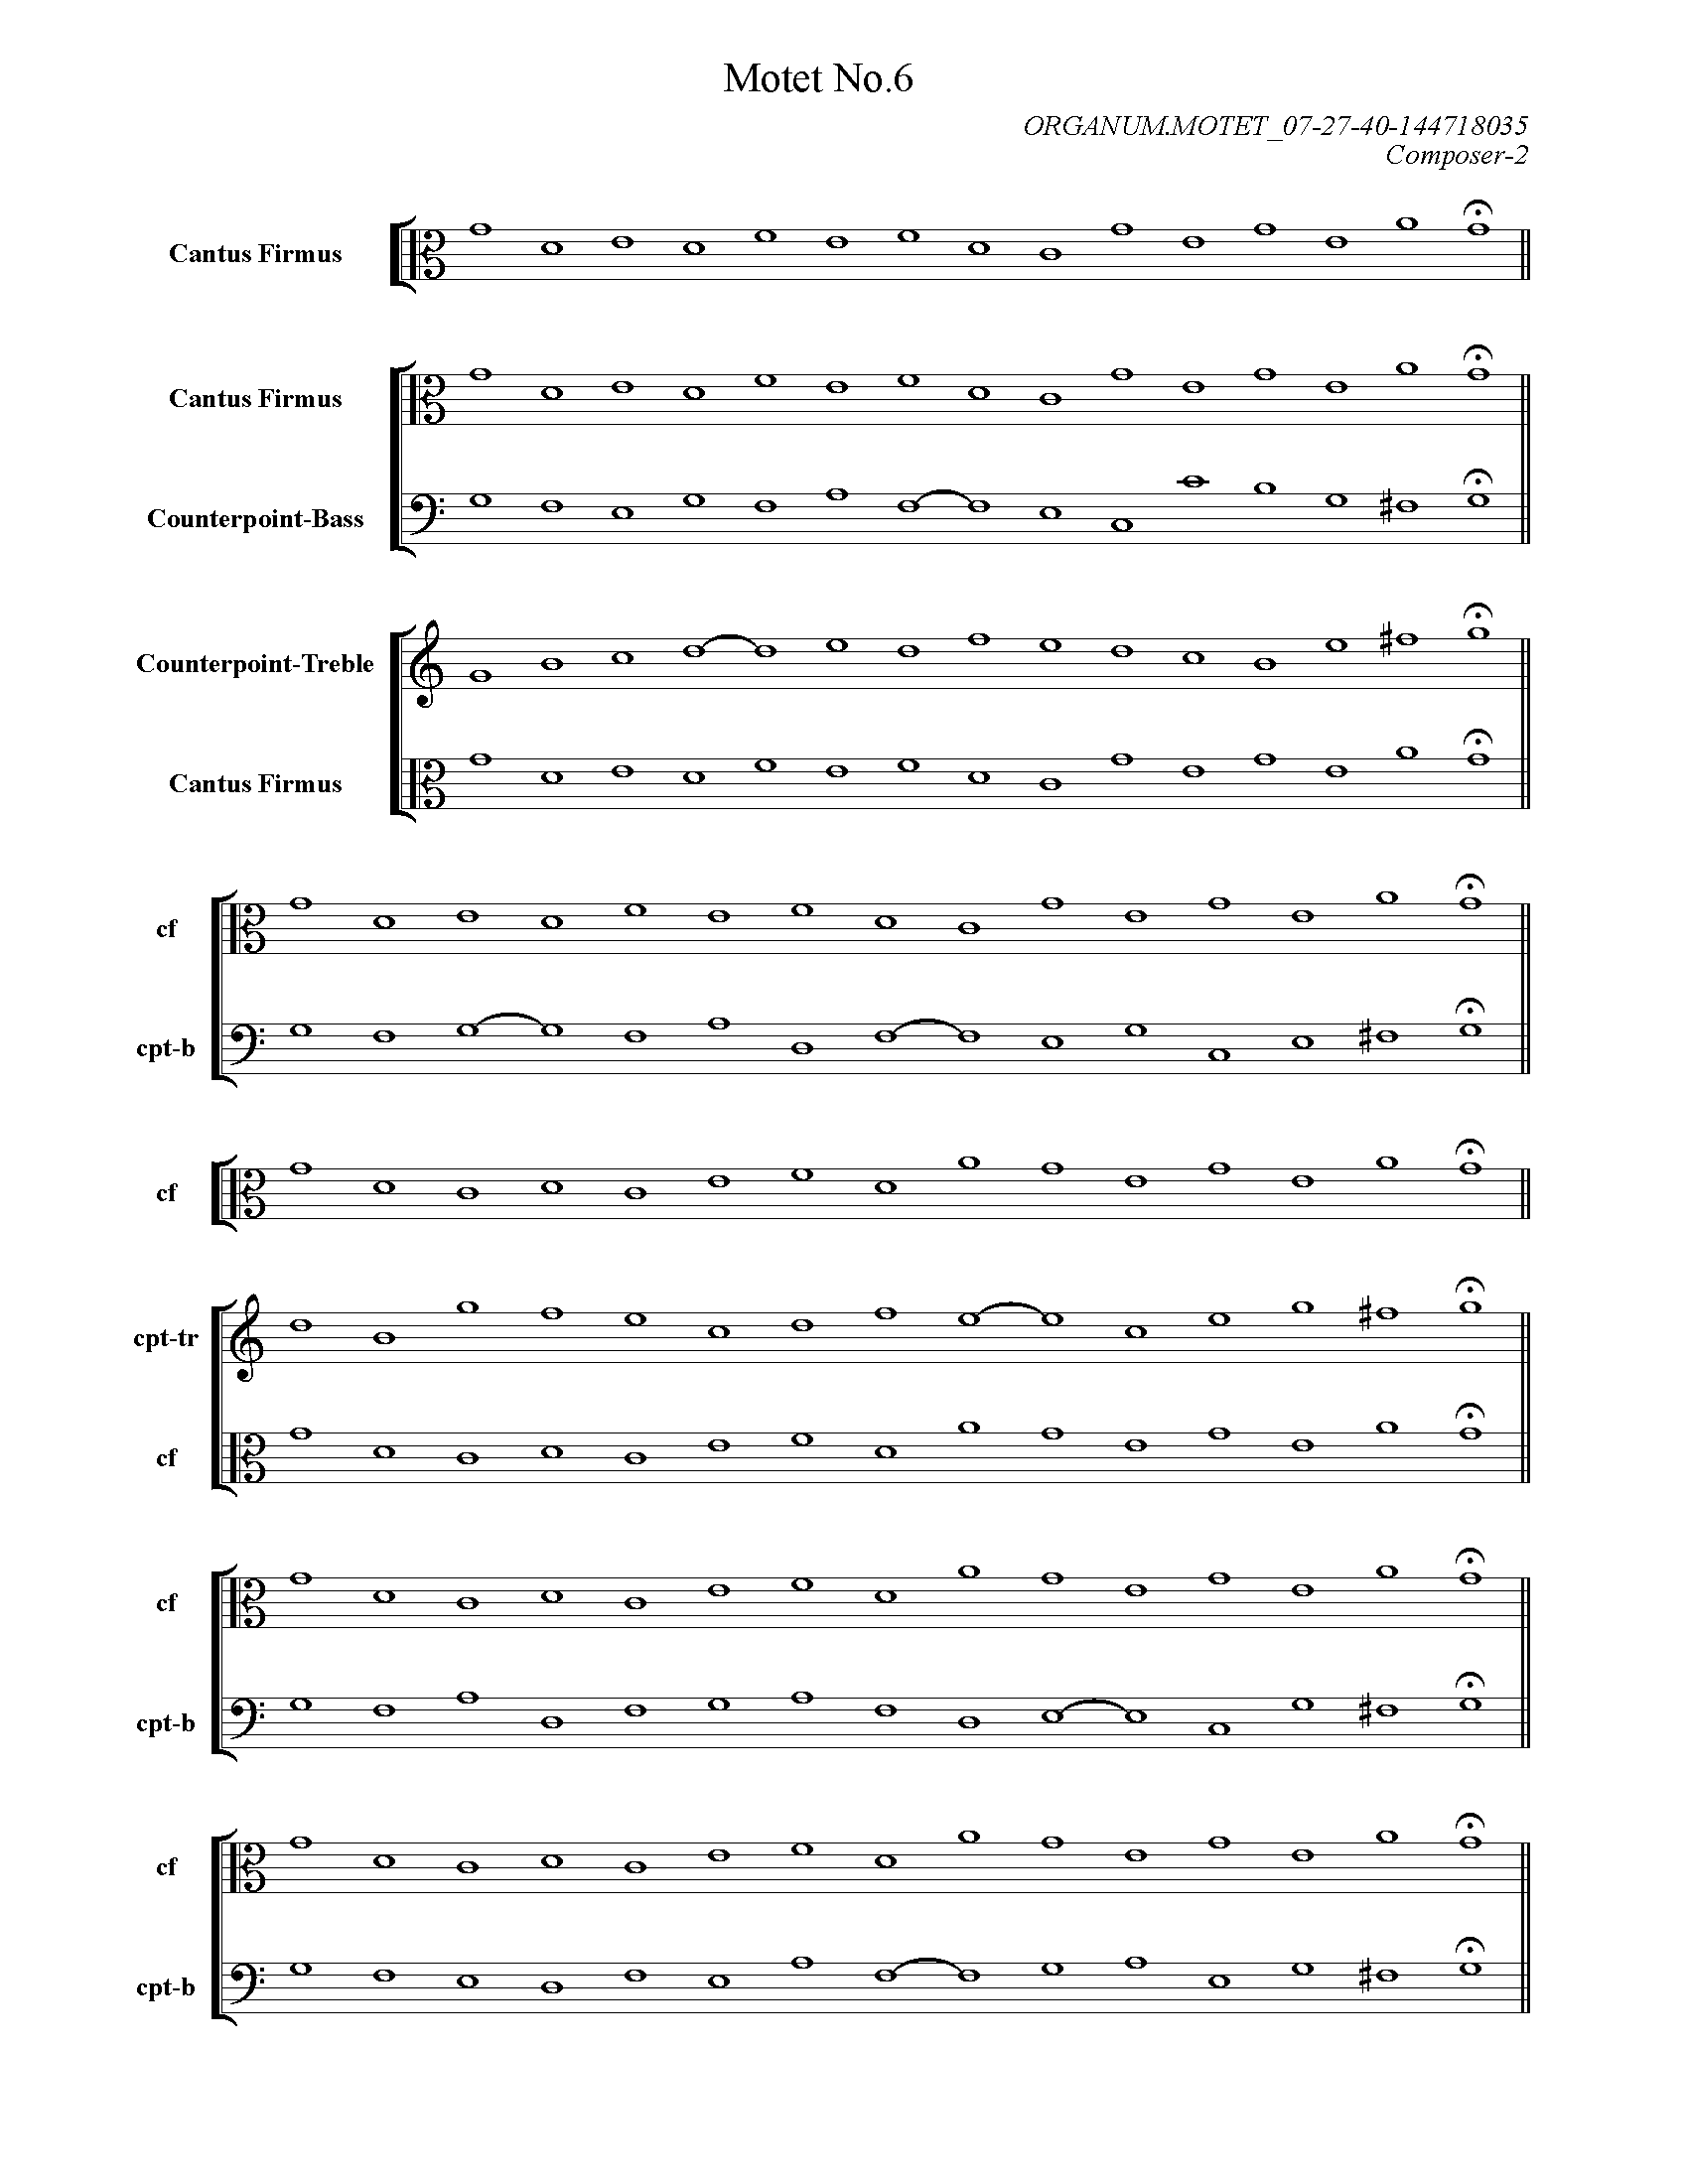 Motet No.6
ORGANUM.MOTET_07-27-40-144718035
Composer-2
Cantus Firmus
Cantus Firmus
Counterpoint-Bass
Counterpoint-Treble
Cantus Firmus
cf
cpt-b
cf
cpt-tr
cf
cf
cpt-b
cf
cpt-b